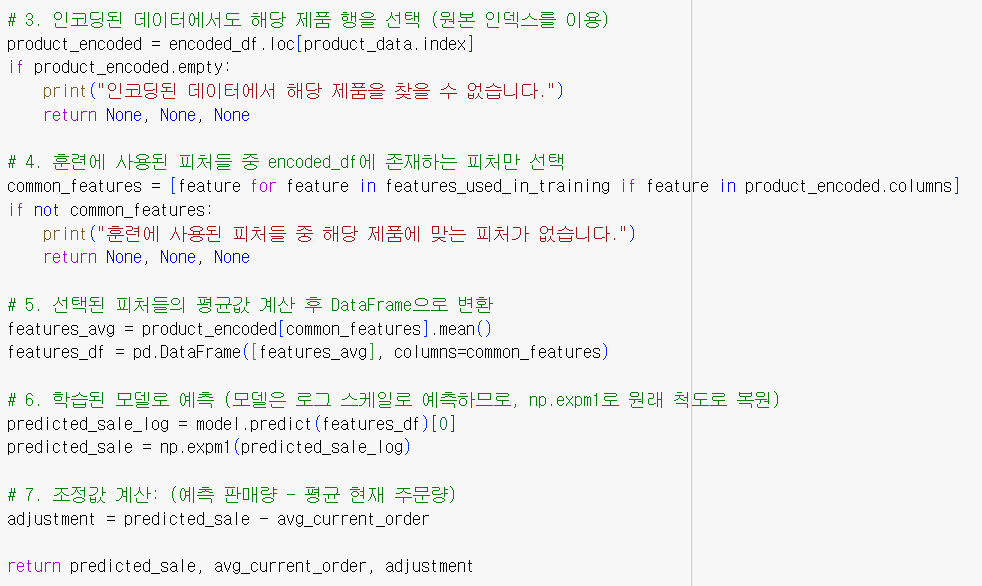 # 3. 인코딩된 데이터에서도 해당 제품 행을 선택 (원본 인덱스를 이용)
product_encoded = encoded_df.loc[product_data.index]
if product_encoded.empty:
    print("인코딩된 데이터에서 해당 제품을 찾을 수 없습니다.")
    return None, None, None

# 4. 훈련에 사용된 피처들 중 encoded_df에 존재하는 피처만 선택
common_features = [feature for feature in features_used_in_training if feature in product_encoded.columns]
if not common_features:
    print("훈련에 사용된 피처들 중 해당 제품에 맞는 피처가 없습니다.")
    return None, None, None

# 5. 선택된 피처들의 평균값 계산 후 DataFrame으로 변환
features_avg = product_encoded[common_features].mean()
features_df = pd.DataFrame([features_avg], columns=common_features)

# 6. 학습된 모델로 예측 (모델은 로그 스케일로 예측하므로, np.expm1로 원래 척도로 복원)
predicted_sale_log = model.predict(features_df)[0]
predicted_sale = np.expm1(predicted_sale_log)

# 7. 조정값 계산: (예측 판매량 - 평균 현재 주문량)
adjustment = predicted_sale - avg_current_order

return predicted_sale, avg_current_order, adjustment